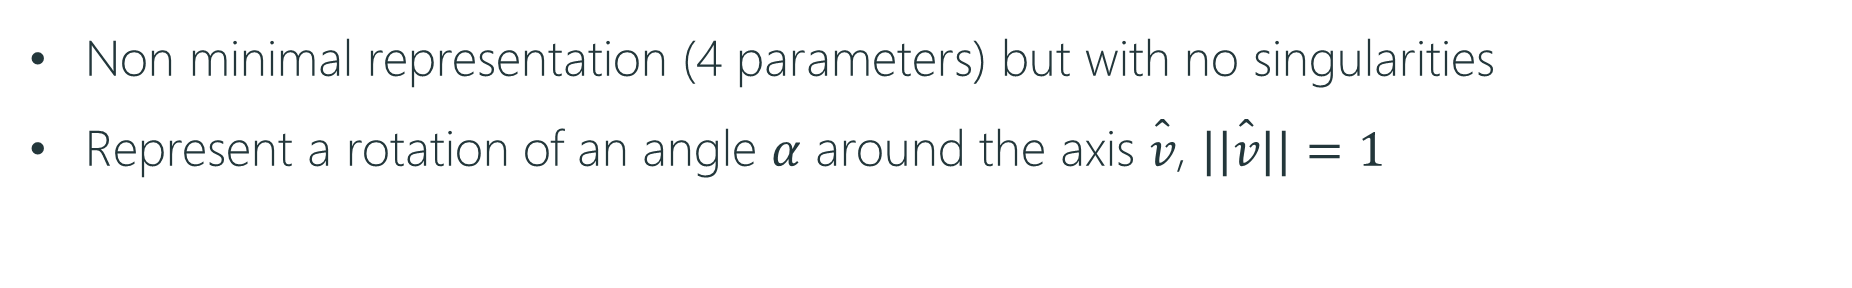 • Non minimal representation (4 parameters) but with no singularities
• Represent a rotation of an angle α around the axis v̂, ||v̂|| = 1